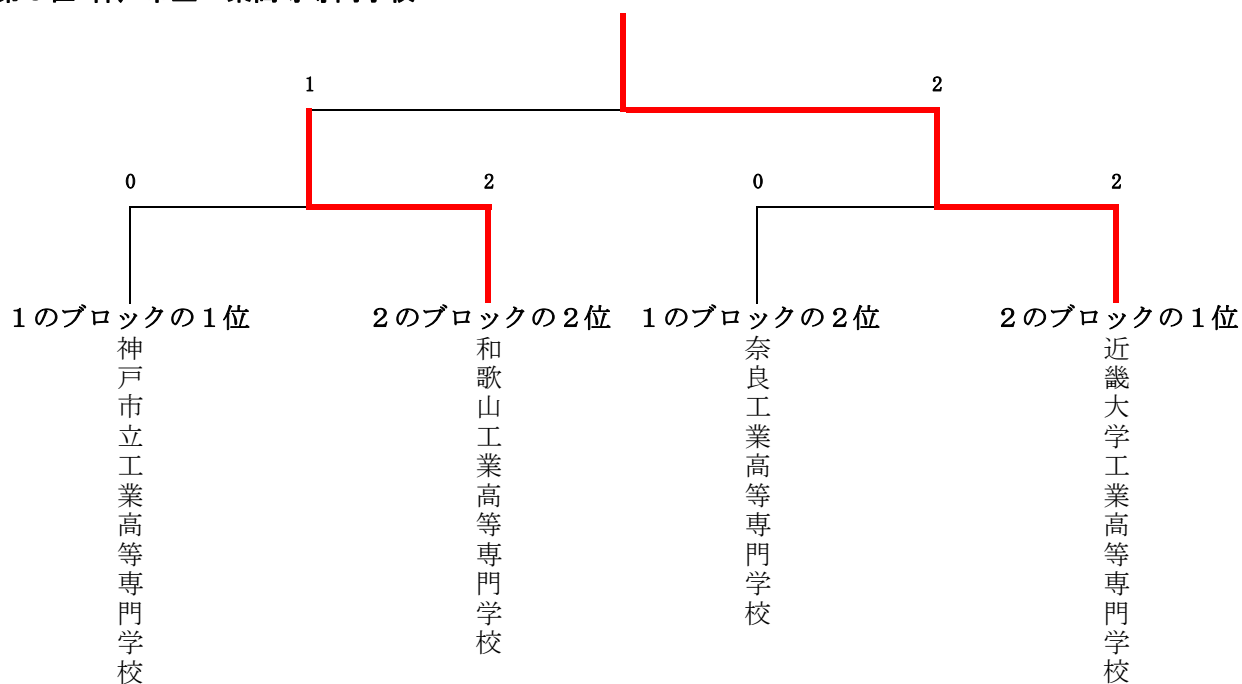 1 2
0 2 0 2
１のブロックの１位 ２のブロックの２位 １のブロックの２位 ２のブロックの１位
神戸市立工業高等専門学校
和歌山工業高等専門学校
奈良工業高等専門学校
近畿大学工業高等専門学校